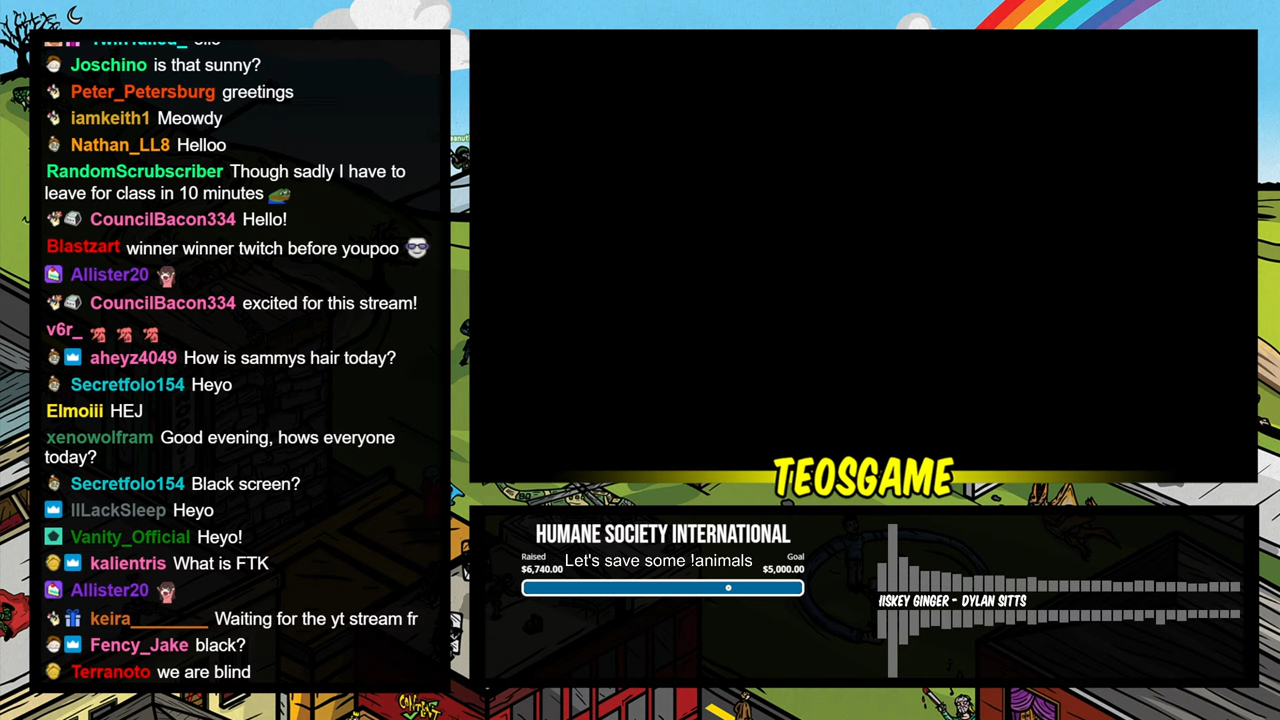 Joschino is that sunny?
Peter_Petersburg greetings
iamkeith1 Meowdy
Nathan_LL8 Helloo
RandomScrubscriber Though sadly I have to
leave for class in 10 minutes
CouncilBacon334 Hello!
Blastzart winner winner twitch before youpoo
Allister20
CouncilBacon334 excited for this stream!
v6r_
aheyz4049 How is sammys hair today?
Secretfolo154 Heyo
Elmoiii HEJ
xenowolfram Good evening, hows everyone
today?
Secretfolo154 Black screen?
IILackSleep Heyo
Vanity_Official Heyo!
kalientris What is FTK
Allister20
keira________ Waiting for the yt stream fr
Fency_Jake black?
Terranoto we are blind
TEOSGAME
HUMANE SOCIETY INTERNATIONAL
Raised Let's save some !animals Goal
$6,740.00 $5,000.00
GINGER - DYLAN SITTS
CONTENT